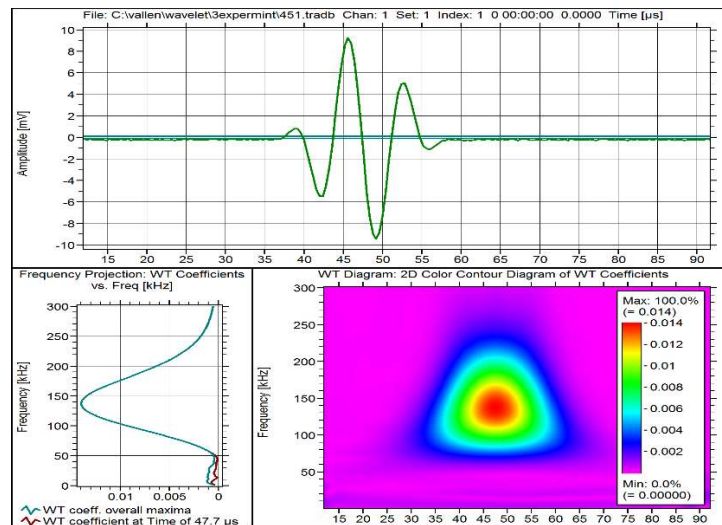 File: C:\vallen\wavelet\3experment\451.tradb Chan: 1 Set: 1 Index: 1 0 00:00:00 0.0000 Time [µs]
10
8
6
4
2
0
-2
-4
-6
-8
-10
Amplitude [mV]
15 20 25 30 35 40 45 50 55 60 65 70 75 80 85 90
Frequency Projection: WT Coefficients
vs. Freq [kHz]
300
250
200
150
100
50
0
Frequency [kHz]
0.01 0.005 0
WT coeff. overall maxima
WT coefficient at Time of 47.7 µs
WT Diagram: 2D Color Contour Diagram of WT Coefficients
300
250
200
150
100
50
Frequency [kHz]
15 20 25 30 35 40 45 50 55 60 65 70 75 80 85 90
Max: 100.0%
(= 0.014)
0.014
0.010
0.008
0.006
0.004
0.002
Min: 0.0%
(= 0.00000)